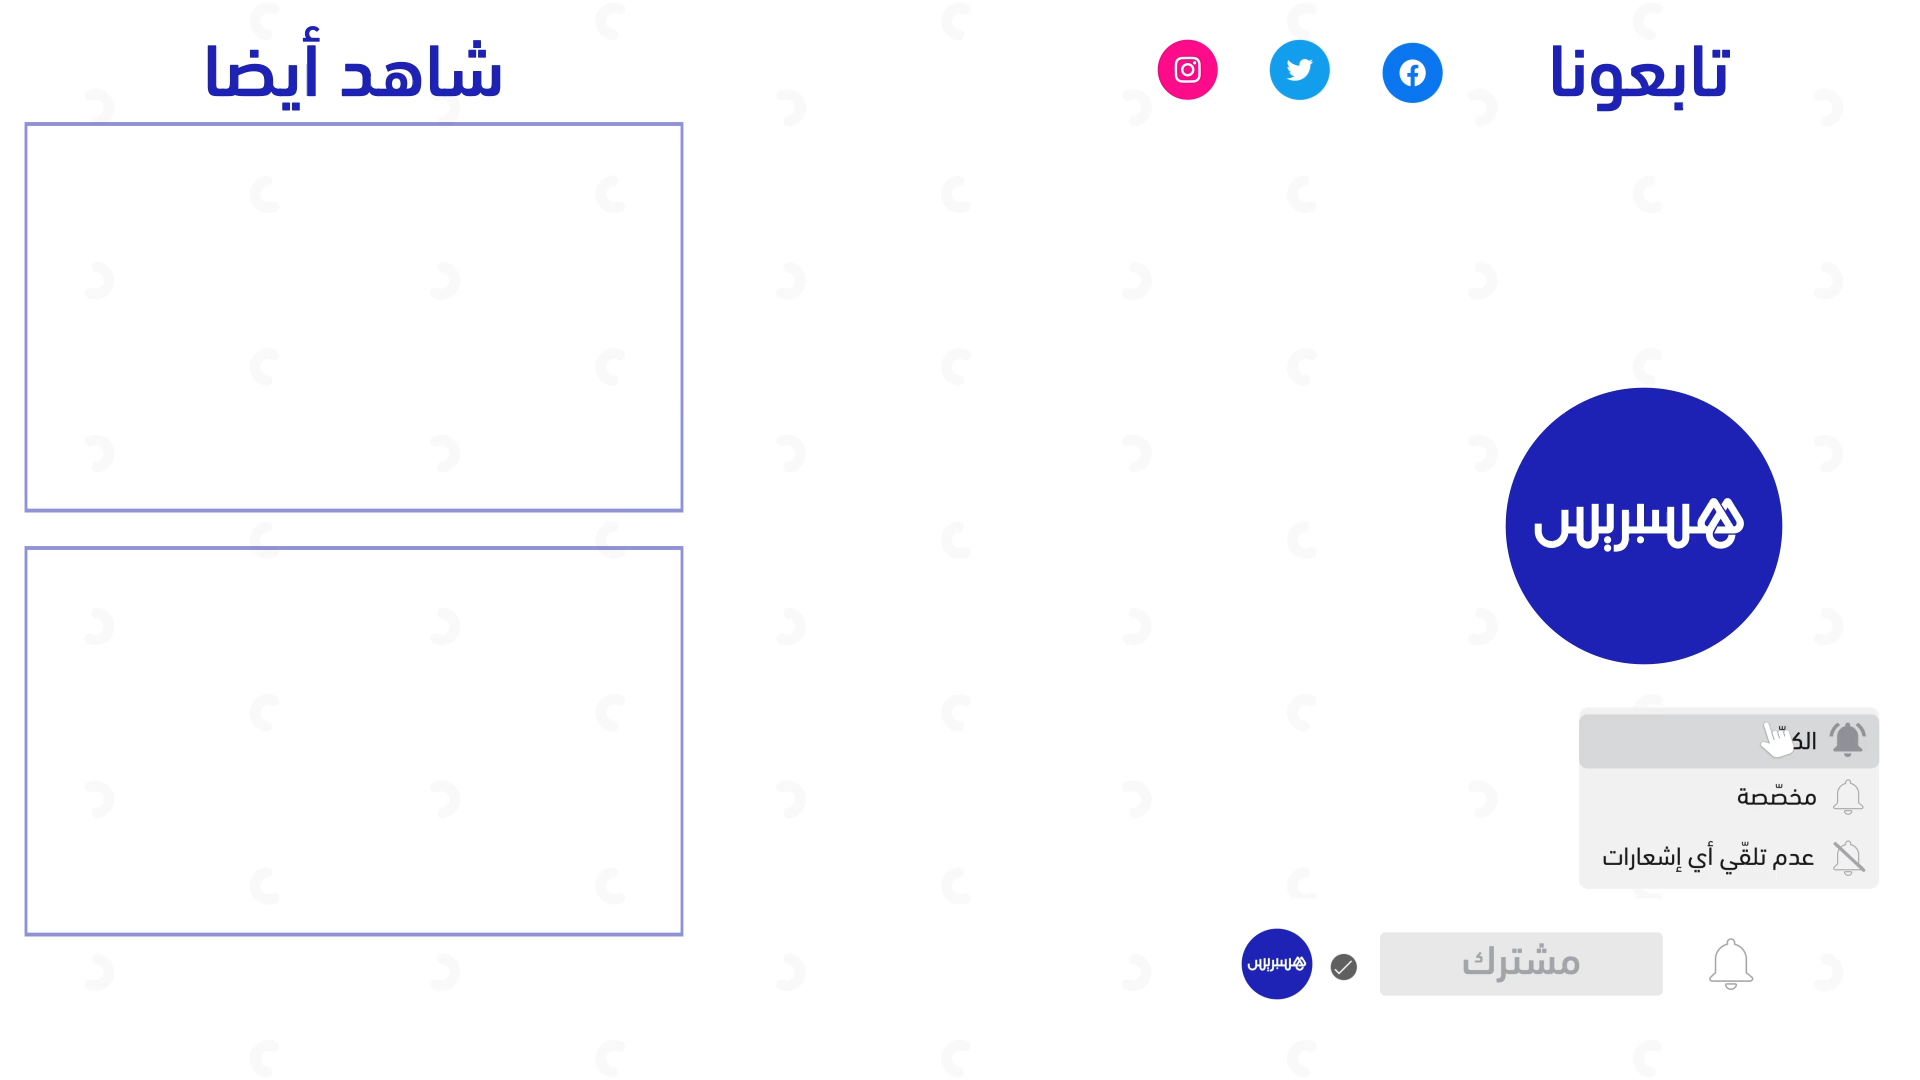 تابعونا
شاهد أيضا
هسبريس
مخصّصة
عدم تلقّي أي إشعارات
هسبريس
مشترك